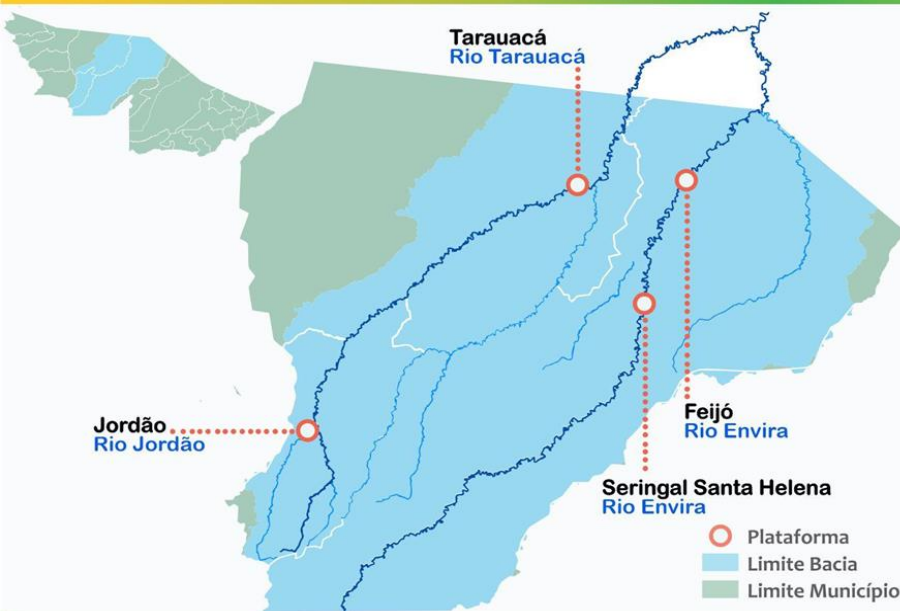 Tarauacá
Rio Tarauacá
Jordão
Rio Jordão
Feijó
Rio Envira
Seringal Santa Helena
Rio Envira
Plataforma
Limite Bacia
Limite Município